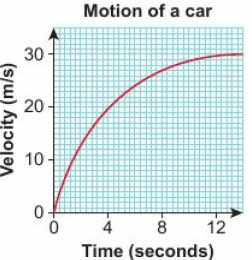 Motion of a car
Velocity (m/s)
30
20
10
0
0 4 8 12
Time (seconds)